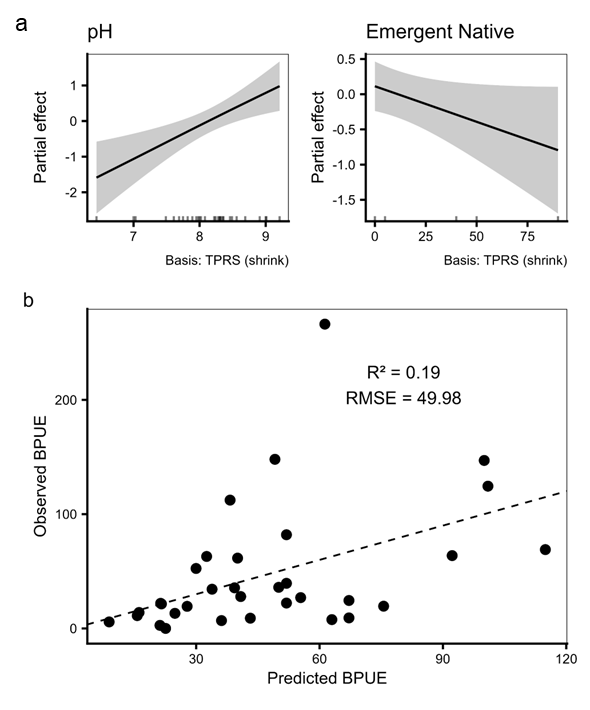 a
pH
Emergent Native
Partial effect
1
0
-1
-2
7 8 9
Basis: TPRS (shrink)
Partial effect
0.5
0.0
-0.5
-1.0
-1.5
0 25 50 75
Basis: TPRS (shrink)
b
R² = 0.19
RMSE = 49.98
Observed BPUE
200
100
0
30 60 90 120
Predicted BPUE